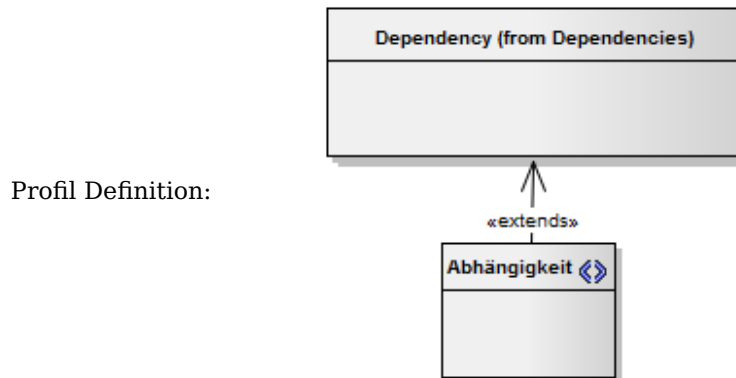 Dependency (from Dependencies)
Profil Definition:
«extends»
Abhängigkeit